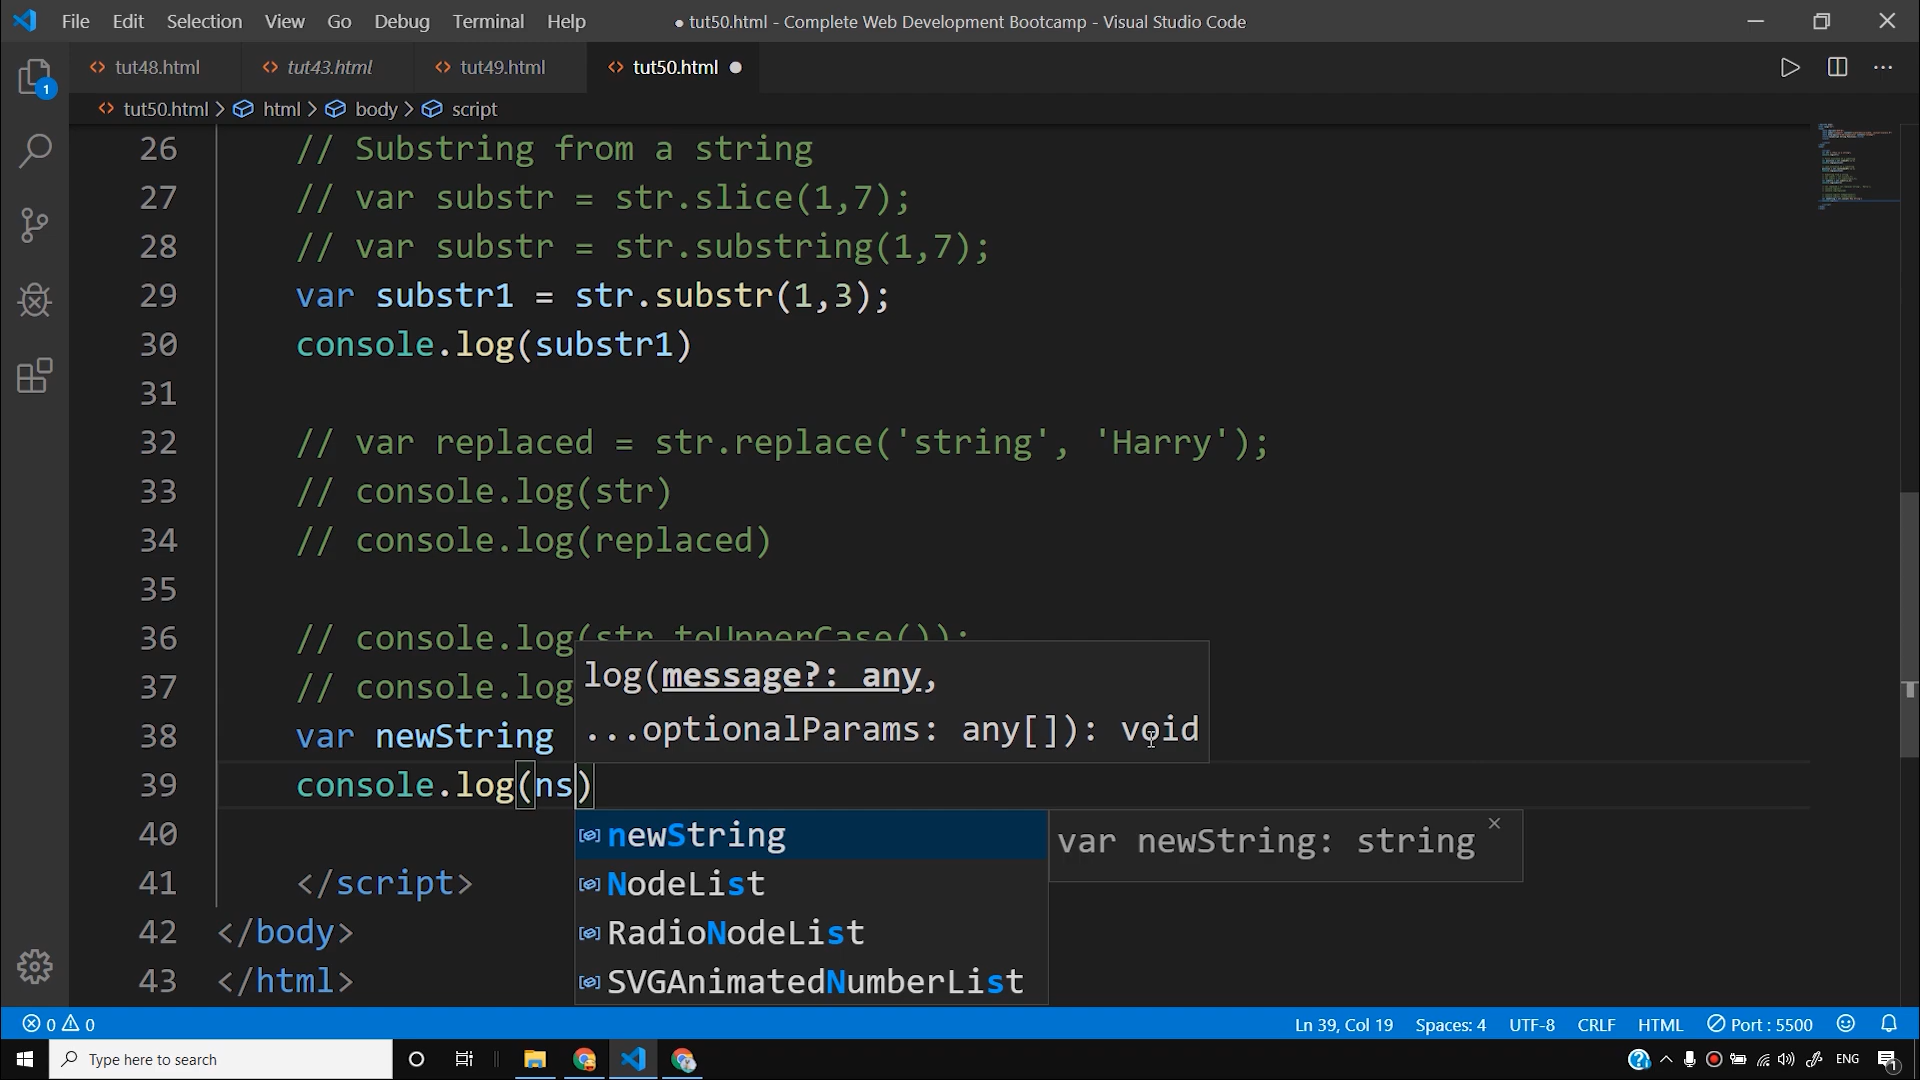 File Edit Selection View Go Debug Terminal Help ● tut50.html - Complete Web Development Bootcamp - Visual Studio Code
tut48.html tut43.html tut49.html tut50.html
tut50.html > html > body > script
26 // Substring from a string
27 // var substr = str.slice(1,7);
28 // var substr = str.substring(1,7);
29 var substr1 = str.substr(1,3);
30 console.log(substr1)
31
32 // var replaced = str.replace('string', 'Harry');
33 // console.log(str)
34 // console.log(replaced)
35
36 // console.log(str.toUpperCase());
log(message?: any,
37 // console.log
...optionalParams: any[]): void
38 var newString
39 console.log(ns)
40
newString
var newString: string
NodeList
41 </script>
RadioNodeList
42 </body>
SVGAnimatedNumberList
43 </html>
0 0 Ln 39, Col 19 Spaces: 4 UTF-8 CRLF HTML Port : 5500
Type here to search
ENG
1
1